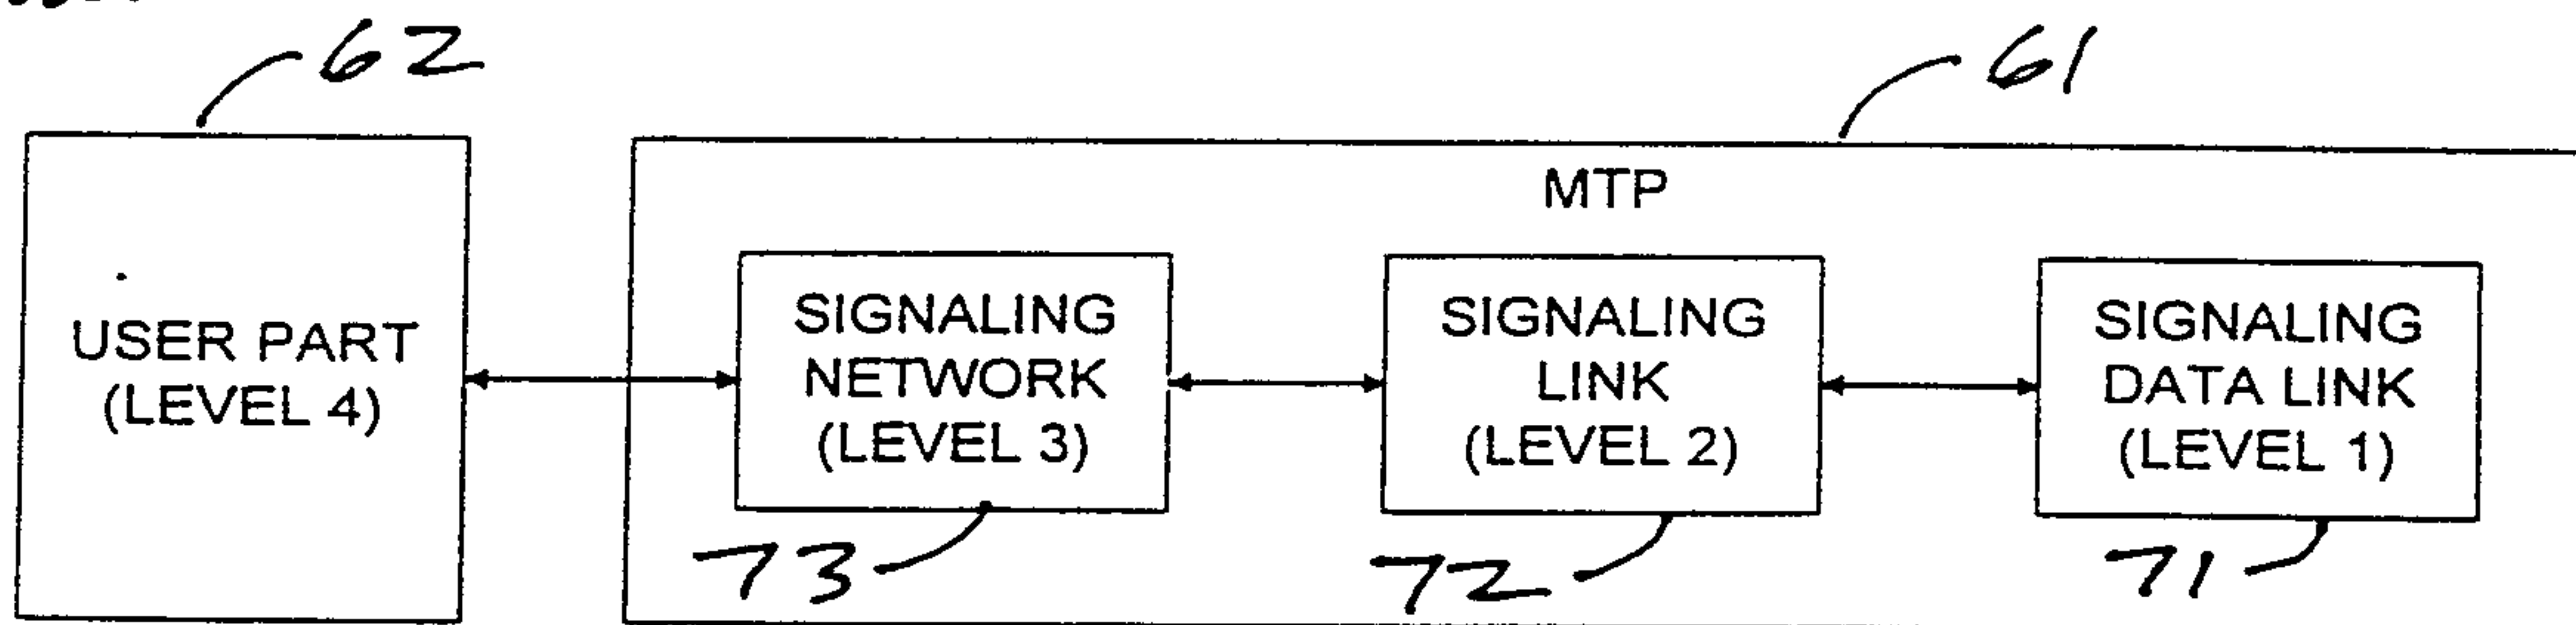 62
61
MTP
USER PART
(LEVEL 4)
SIGNALING
NETWORK
(LEVEL 3)
SIGNALING
LINK
(LEVEL 2)
SIGNALING
DATA LINK
(LEVEL 1)
73
72
71